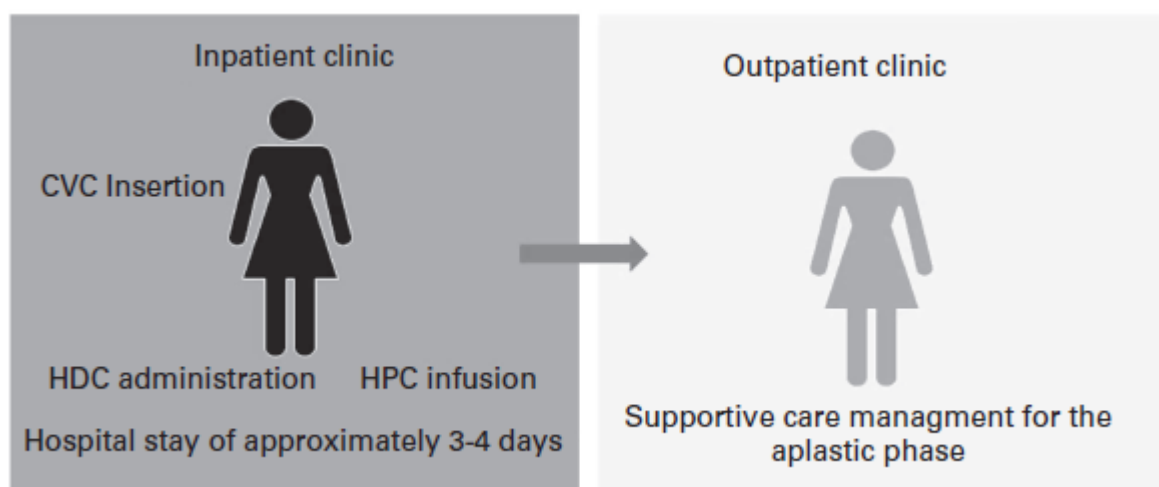 Inpatient clinic
CVC Insertion
HDC administration
HPC infusion
Hospital stay of approximately 3-4 days
Outpatient clinic
Supportive care managment for the
aplastic phase